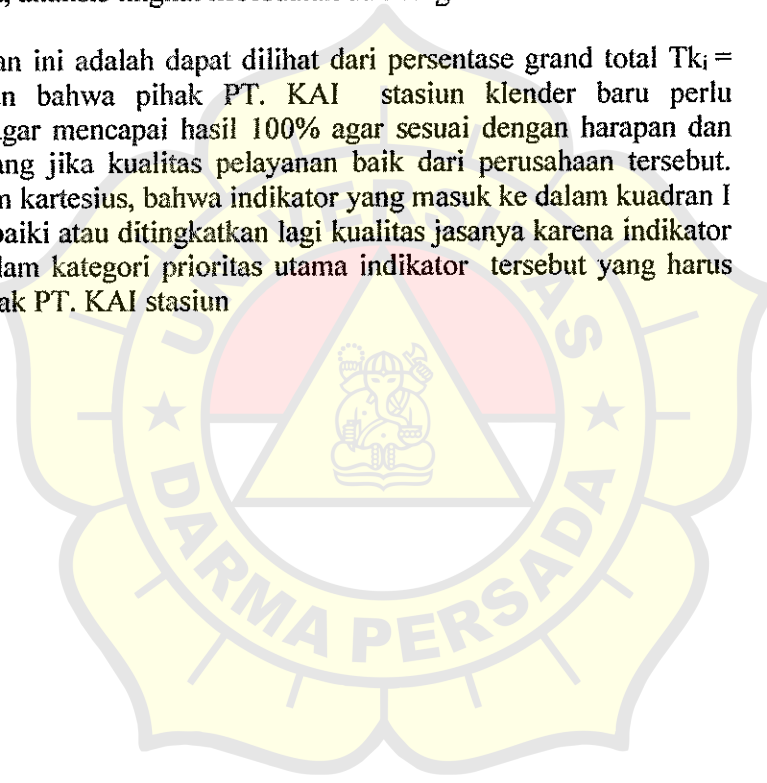 an ini adalah dapat dilihat dari persentase grand total Tki =
n bahwa pihak PT. KAI stasiun klender baru perlu
gar mencapai hasil 100% agar sesuai dengan harapan dan
ang jika kualitas pelayanan baik dari perusahaan tersebut.
n kartesius, bahwa indikator yang masuk ke dalam kuadran I
baiki atau ditingkatkan lagi kualitas jasanya karena indikator
lam kategori prioritas utama indikator tersebut yang harus
ak PT. KAI stasiun
UNIVERSITAS
DARMA PERSADA